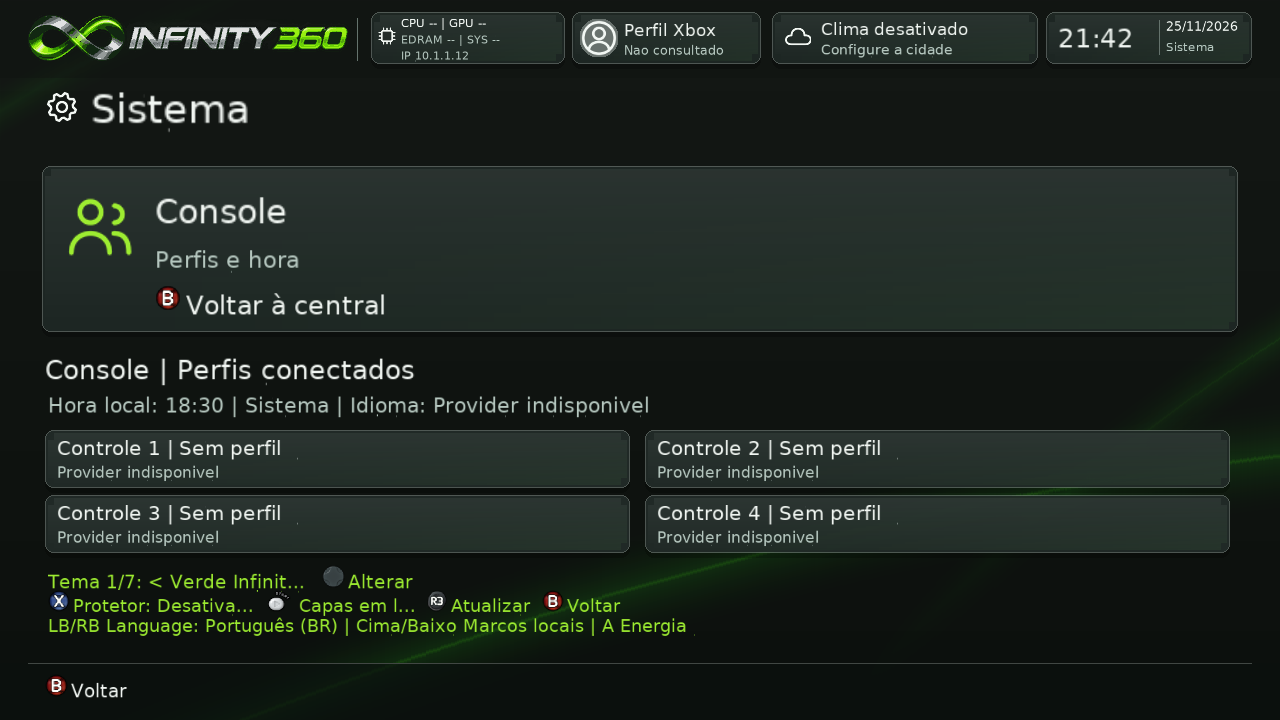 INFINITY 360
CPU -- | GPU --
EDRAM -- | SYS --
IP 10.1.1.12
Perfil Xbox
Nao consultado
Clima desativado
Configure a cidade
21:42
25/11/2026
Sistema
Sistema
Console
Perfis e hora
B Voltar à central
Console | Perfis conectados
Hora local: 18:30 | Sistema | Idioma: Provider indisponivel
Controle 1 | Sem perfil
Provider indisponivel
Controle 2 | Sem perfil
Provider indisponivel
Controle 3 | Sem perfil
Provider indisponivel
Controle 4 | Sem perfil
Provider indisponivel
Tema 1/7: < Verde Infinit... Alterar
X Protetor: Desativa... Capas em l... R3 Atualizar B Voltar
LB/RB Language: Português (BR) | Cima/Baixo Marcos locais | A Energia
B Voltar